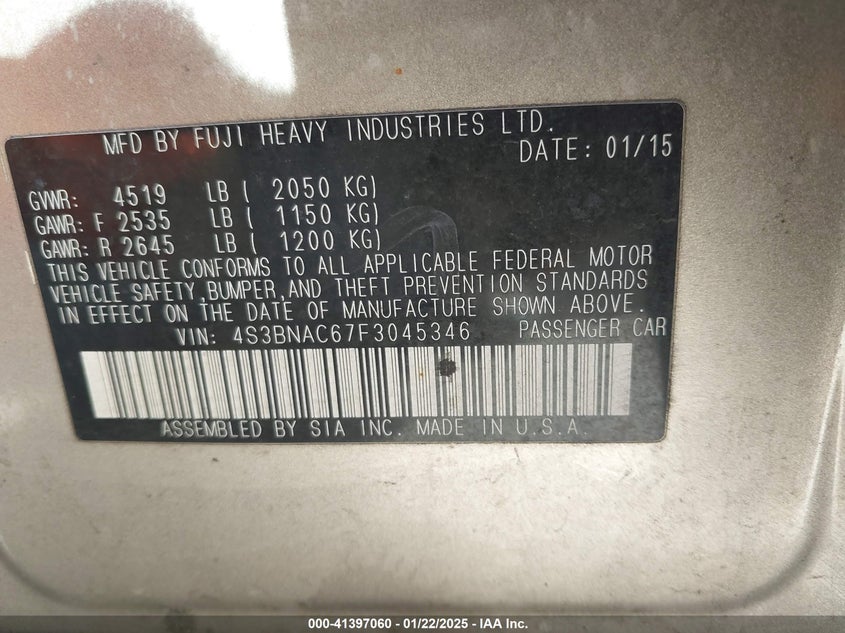 MFD BY FUJI HEAVY INDUSTRIES LTD.
DATE: 01/15
GVWR: 4519 LB ( 2050 KG)
GAWR: F 2535 LB ( 1150 KG)
GAWR: R 2645 LB ( 1200 KG)
THIS VEHICLE CONFORMS TO ALL APPLICABLE FEDERAL MOTOR
VEHICLE SAFETY,BUMPER,AND THEFT PREVENTION STANDARDS
IN EFFECT ON THE DATE OF MANUFACTURE SHOWN ABOVE.
VIN: 4S3BNAC67F3045346 PASSENGER CAR
ASSEMBLED BY SIA INC. MADE IN U.S.A.
000-41397060 — 01/22/2025 - IAA Inc.